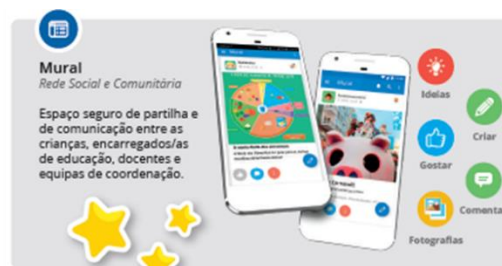 Mural
Rede Social e Comunitária
Espaço seguro de partilha e
de comunicação entre as
crianças, encarregados/as
de educação, docentes e
equipas de coordenação.
Mural
Mural
Ideias
Criar
Gostar
Comenta
Fotografias